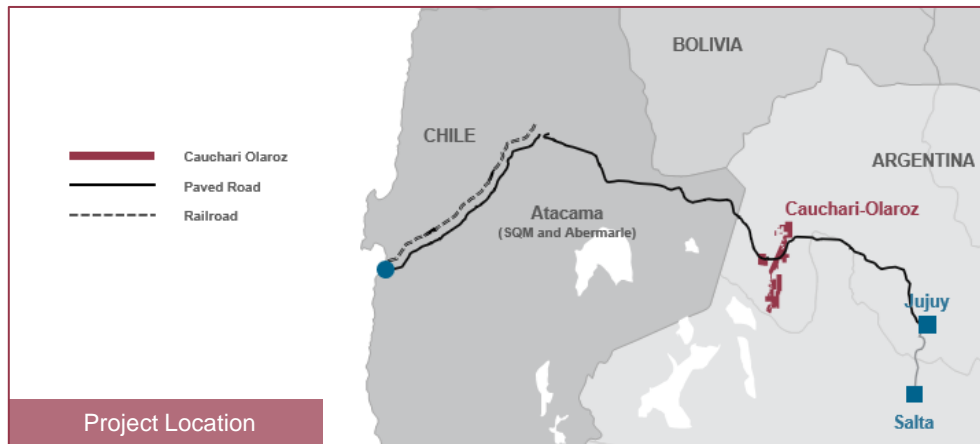 BOLIVIA
CHILE
ARGENTINA
Cauchari Olaroz
Paved Road
Railroad
Atacama
(SQM and Abermarle)
Cauchari-Olaroz
Jujuy
Salta
Project Location